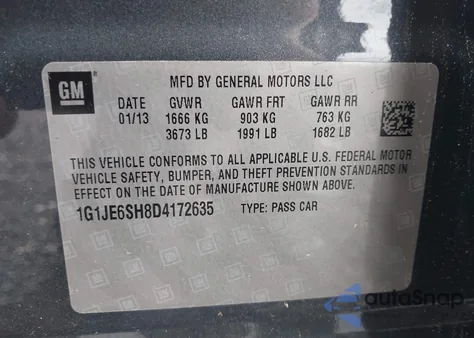 GM
MFD BY GENERAL MOTORS LLC
DATE GVWR GAWR FRT GAWR RR
01/13 1666 KG 903 KG 763 KG
3673 LB 1991 LB 1682 LB
THIS VEHICLE CONFORMS TO ALL APPLICABLE U.S. FEDERAL MOTOR
VEHICLE SAFETY, BUMPER, AND THEFT PREVENTION STANDARDS IN
EFFECT ON THE DATE OF MANUFACTURE SHOWN ABOVE.
1G1JE6SH8D4172635 TYPE: PASS CAR
autoSnap